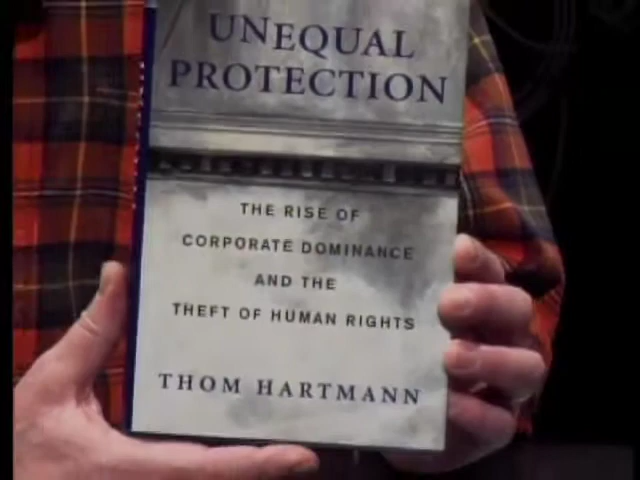 UNEQUAL
PROTECTION
THE RISE OF
CORPORATE DOMINANCE
AND THE
THEFT OF HUMAN RIGHTS
THOM HARTMANN